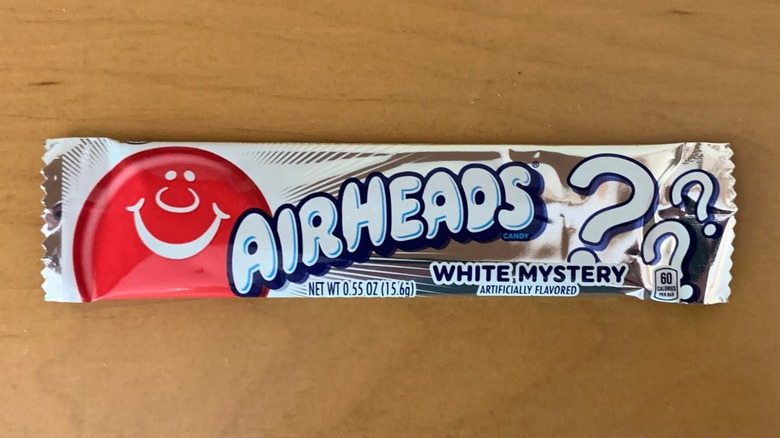 AIRHEADS®
CANDY
WHITE MYSTERY
ARTIFICIALLY FLAVORED
NET WT 0.55 OZ (15.6g)
? ? ?
60
CALORIES
PER BAR